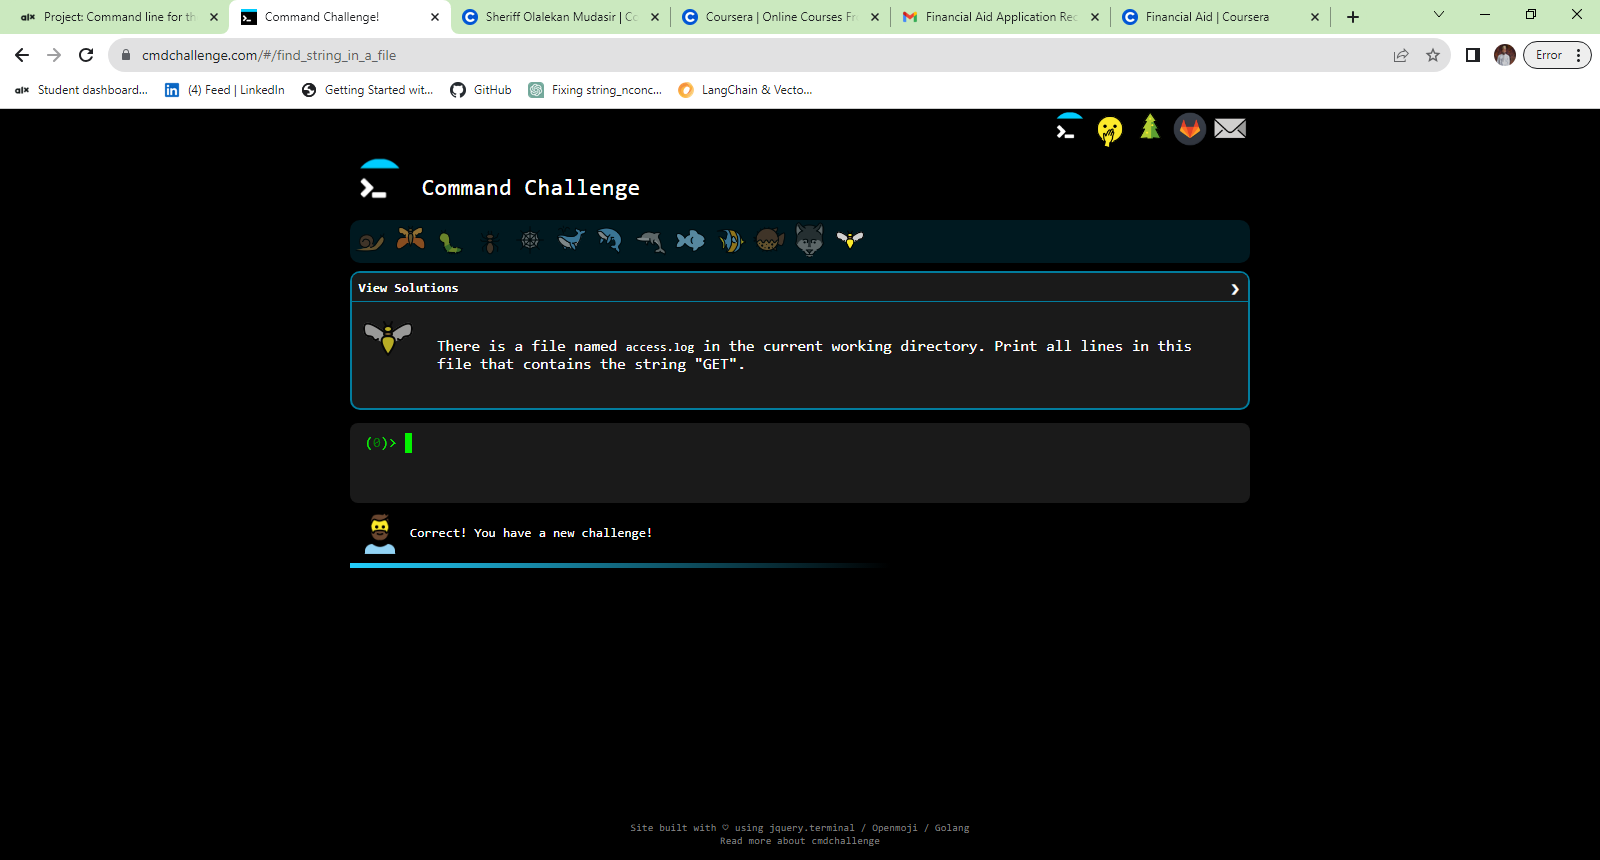 alx Project: Command line for th
Command Challenge!
Sheriff Olalekan Mudasir | Co
Coursera | Online Courses Fr
Financial Aid Application Rec
Financial Aid | Coursera
cmdchallenge.com/#/find_string_in_a_file
Error
alx Student dashboard...
(4) Feed | LinkedIn
Getting Started wit...
GitHub
Fixing string_nconc...
LangChain & Vecto...
Command Challenge
View Solutions
There is a file named access.log in the current working directory. Print all lines in this
file that contains the string "GET".
(0)>
Correct! You have a new challenge!
Site built with ♡ using jquery.terminal / Openmoji / Golang
Read more about cmdchallenge